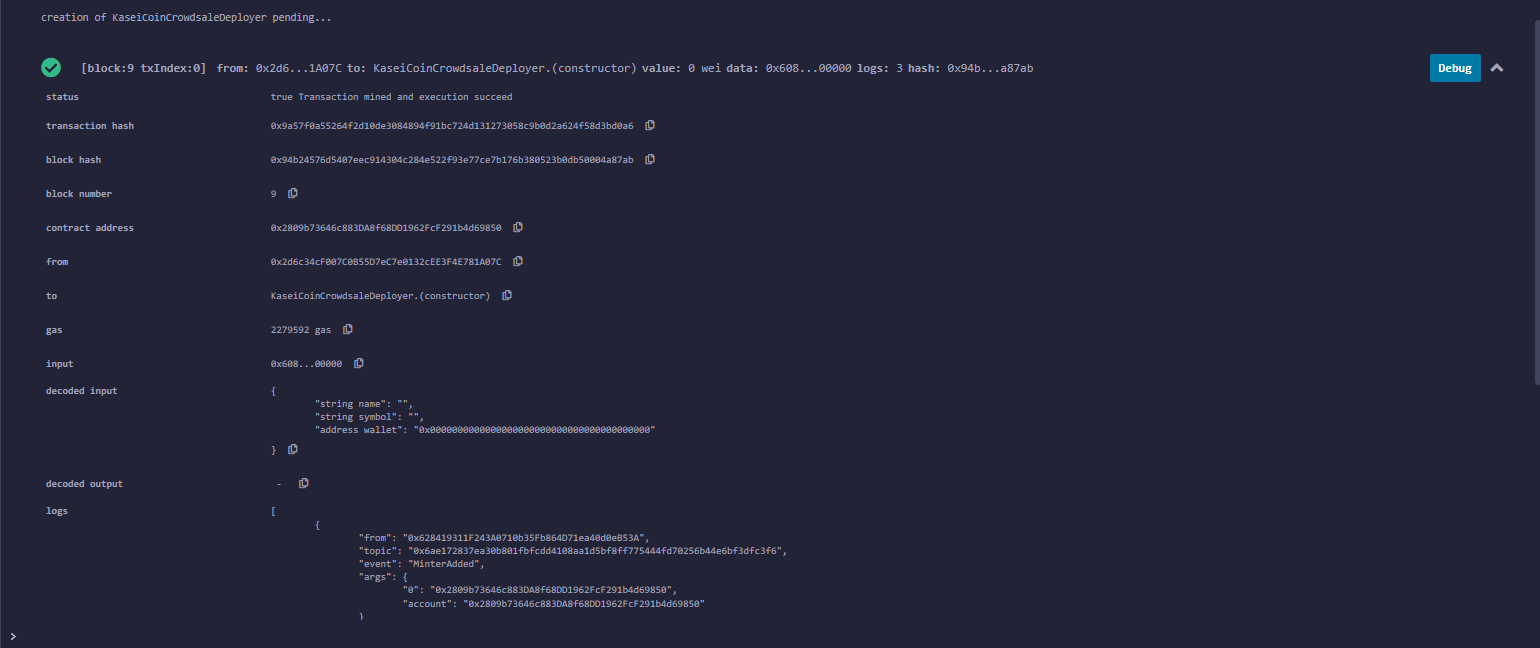 creation of KaseiCoinCrowdsaleDeployer pending...
[block:9 txIndex:0] from: 0x2d6...1A07C to: KaseiCoinCrowdsaleDeployer.(constructor) value: 0 wei data: 0x608...00000 logs: 3 hash: 0x94b...a87ab Debug
status true Transaction mined and execution succeed
transaction hash 0x9a57f0a55264f2d10de3084894f91bc724d131273058c9b0d2a624f58d3bd0a6
block hash 0x94b24576d5407eec914304c284e522f93e77ce7b176b380523b0db50004a87ab
block number 9
contract address 0x2809b73646c883DA8f68DD1962FcF291b4d69850
from 0x2d6c34cF007C0B55D7eC7e0132cEE3F4E781A07C
to KaseiCoinCrowdsaleDeployer.(constructor)
gas 2279592 gas
input 0x608...00000
decoded input {
"string name": "",
"string symbol": "",
"address wallet": "0x0000000000000000000000000000000000000000"
}
decoded output -
logs [
{
"from": "0x628419311F243A0710b35Fb864D71ea40d0eB53A",
"topic": "0x6ae172837ea30b801fbfcdd4108aa1d5bf8ff775444fd70256b44e6bf3dfc3f6",
"event": "MinterAdded",
"args": {
"0": "0x2809b73646c883DA8f68DD1962FcF291b4d69850",
"account": "0x2809b73646c883DA8f68DD1962FcF291b4d69850"
}
>